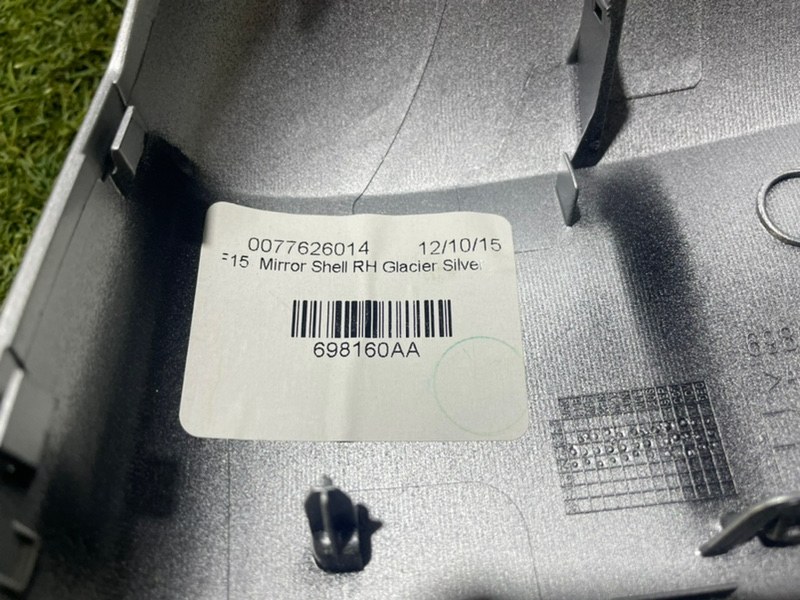 0077626014 12/10/15
F15 Mirror Shell RH Glacier Silver
698160AA